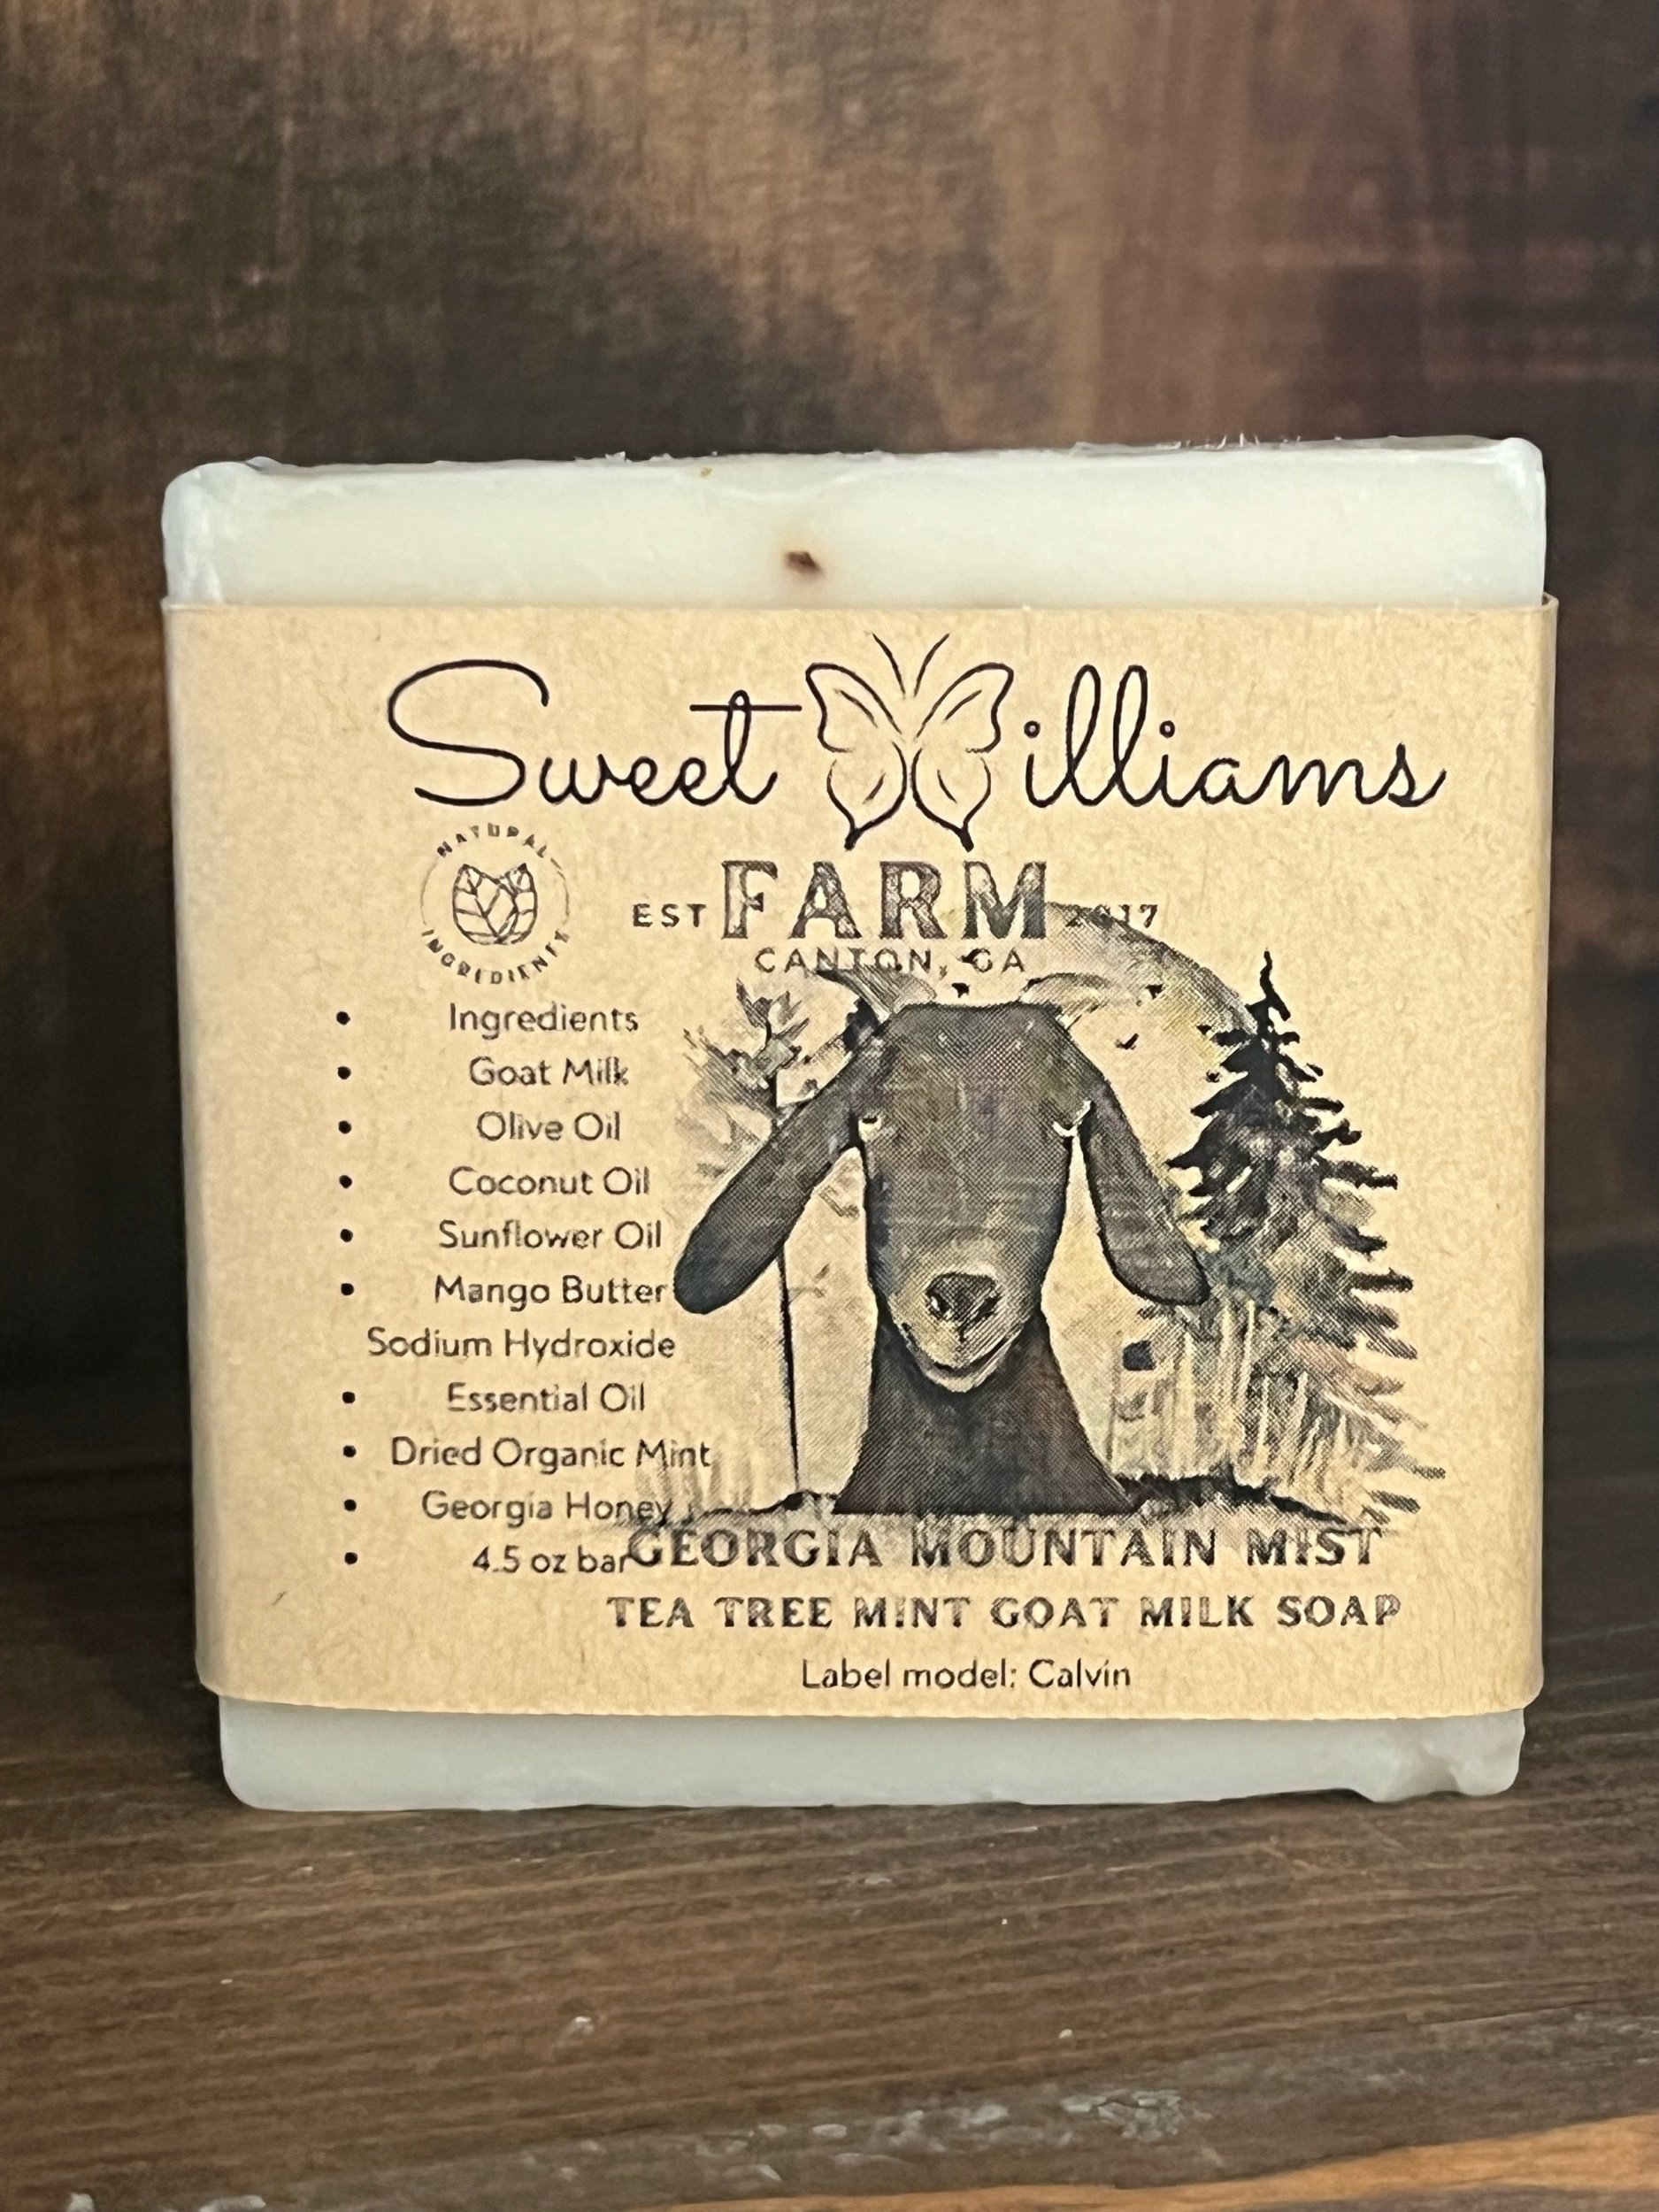 Sweet Williams
NATURAL
INGREDIENTS
EST FARM 2017
CANTON, GA
• Ingredients
• Goat Milk
• Olive Oil
• Coconut Oil
• Sunflower Oil
• Mango Butter
Sodium Hydroxide
• Essential Oil
• Dried Organic Mint
• Georgia Honey
• 4.5 oz bar
GEORGIA MOUNTAIN MIST
TEA TREE MINT GOAT MILK SOAP
Label model: Calvin